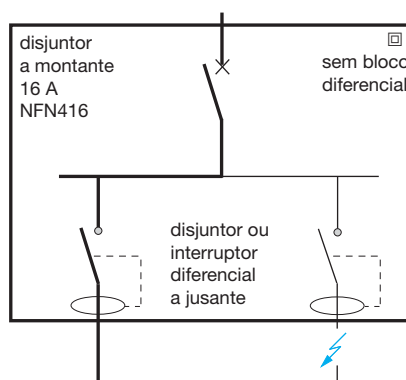 disjuntor
a montante
16 A
NFN416
sem bloco
diferencial
disjuntor ou
interruptor
diferencial
a jusante